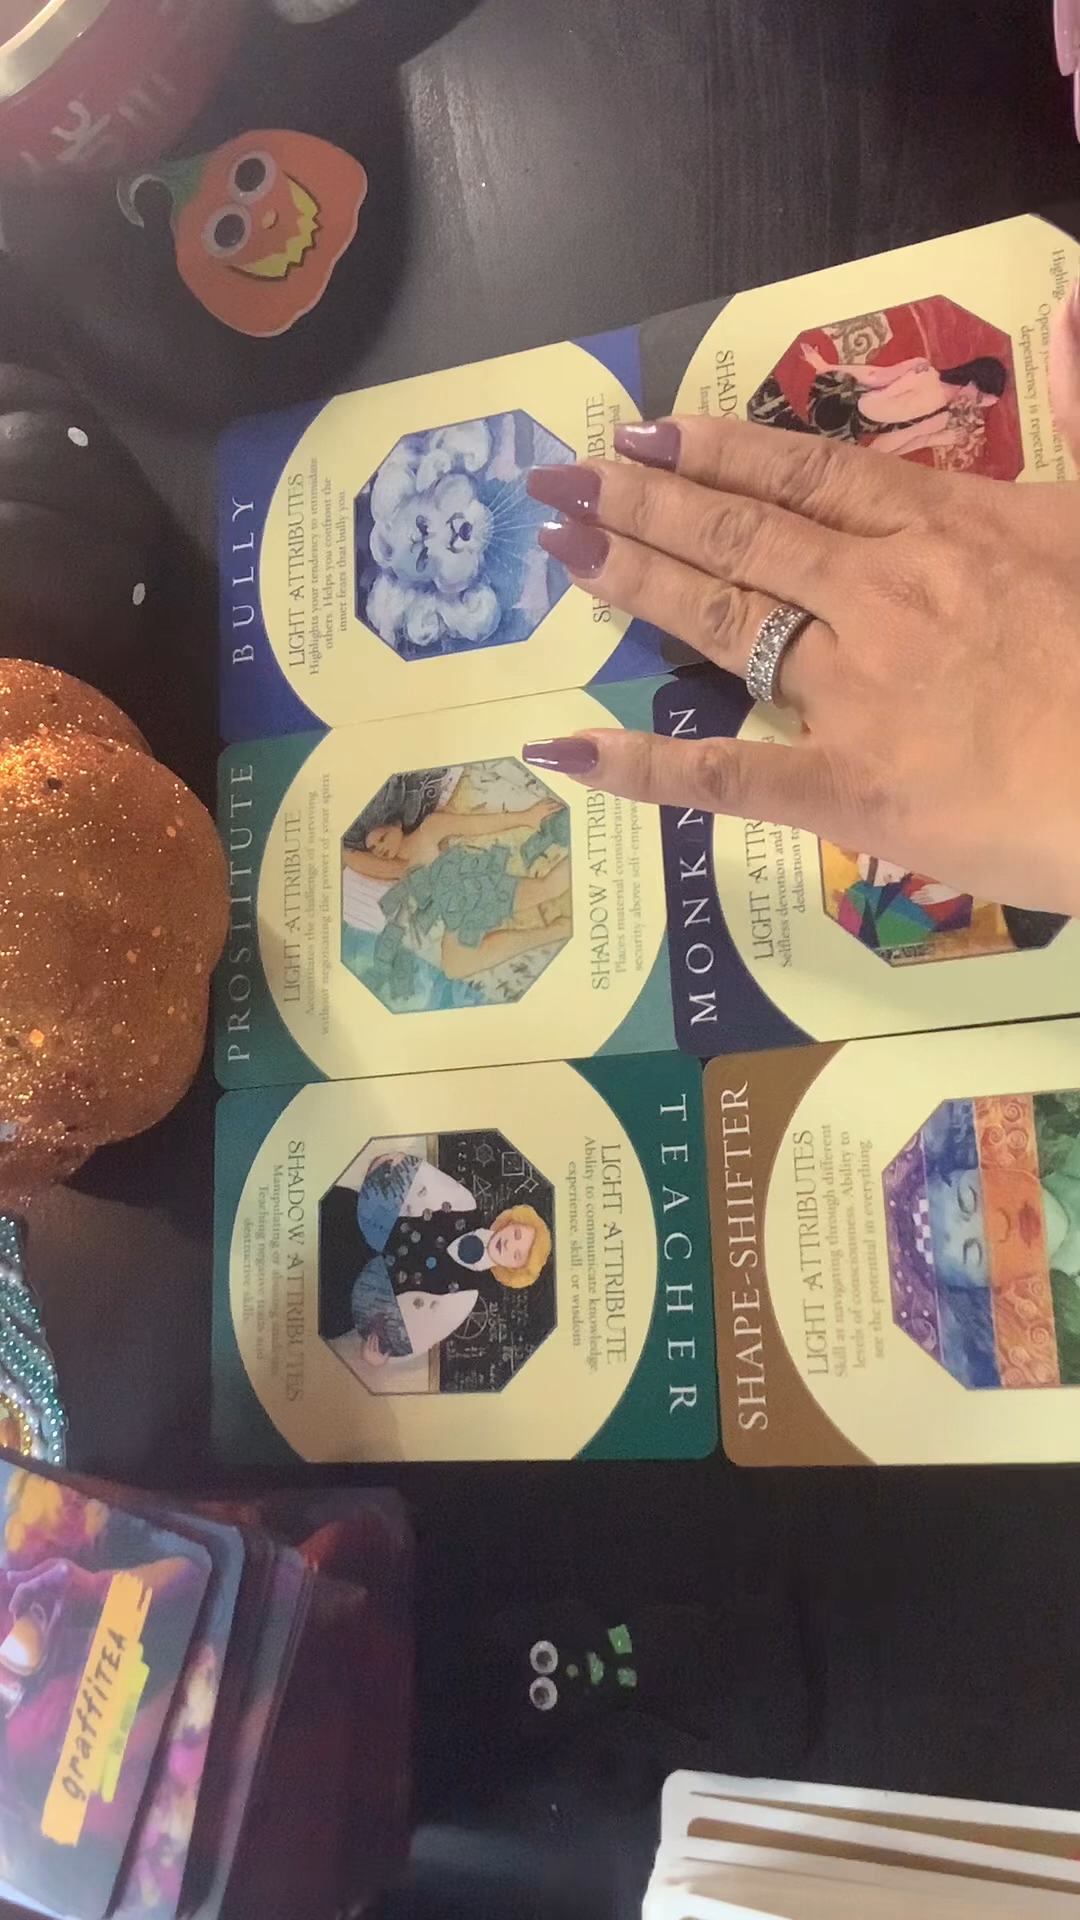 BULLY
LIGHT ATTRIBUTES
Highlights your tendency to intimidate
others. Helps you confront the
inner fears that bully you.
PROSTITUTE
LIGHT ATTRIBUTE
Accentuates the challenge of surviving
without negotiating the power of your spirit
SHADOW ATTRIBU
Places material consideratio
security above self-empow
TEACHER
LIGHT ATTRIBUTE
Ability to communicate knowledge,
experience, skill, or wisdom
SHADOW ATTRIBUTES
Manipulating or
Teaching negative traits and
destructive skills.
SHAD
Highligh
dependency is rejected
MONK/N
LIGHT ATTR
Selfless devotion and
dedication to
SHAPE-SHIFTER
LIGHT ATTRIBUTES
Skill at navigating through different
levels of consciousness. Ability to
see the potential in everything
graffiTEA